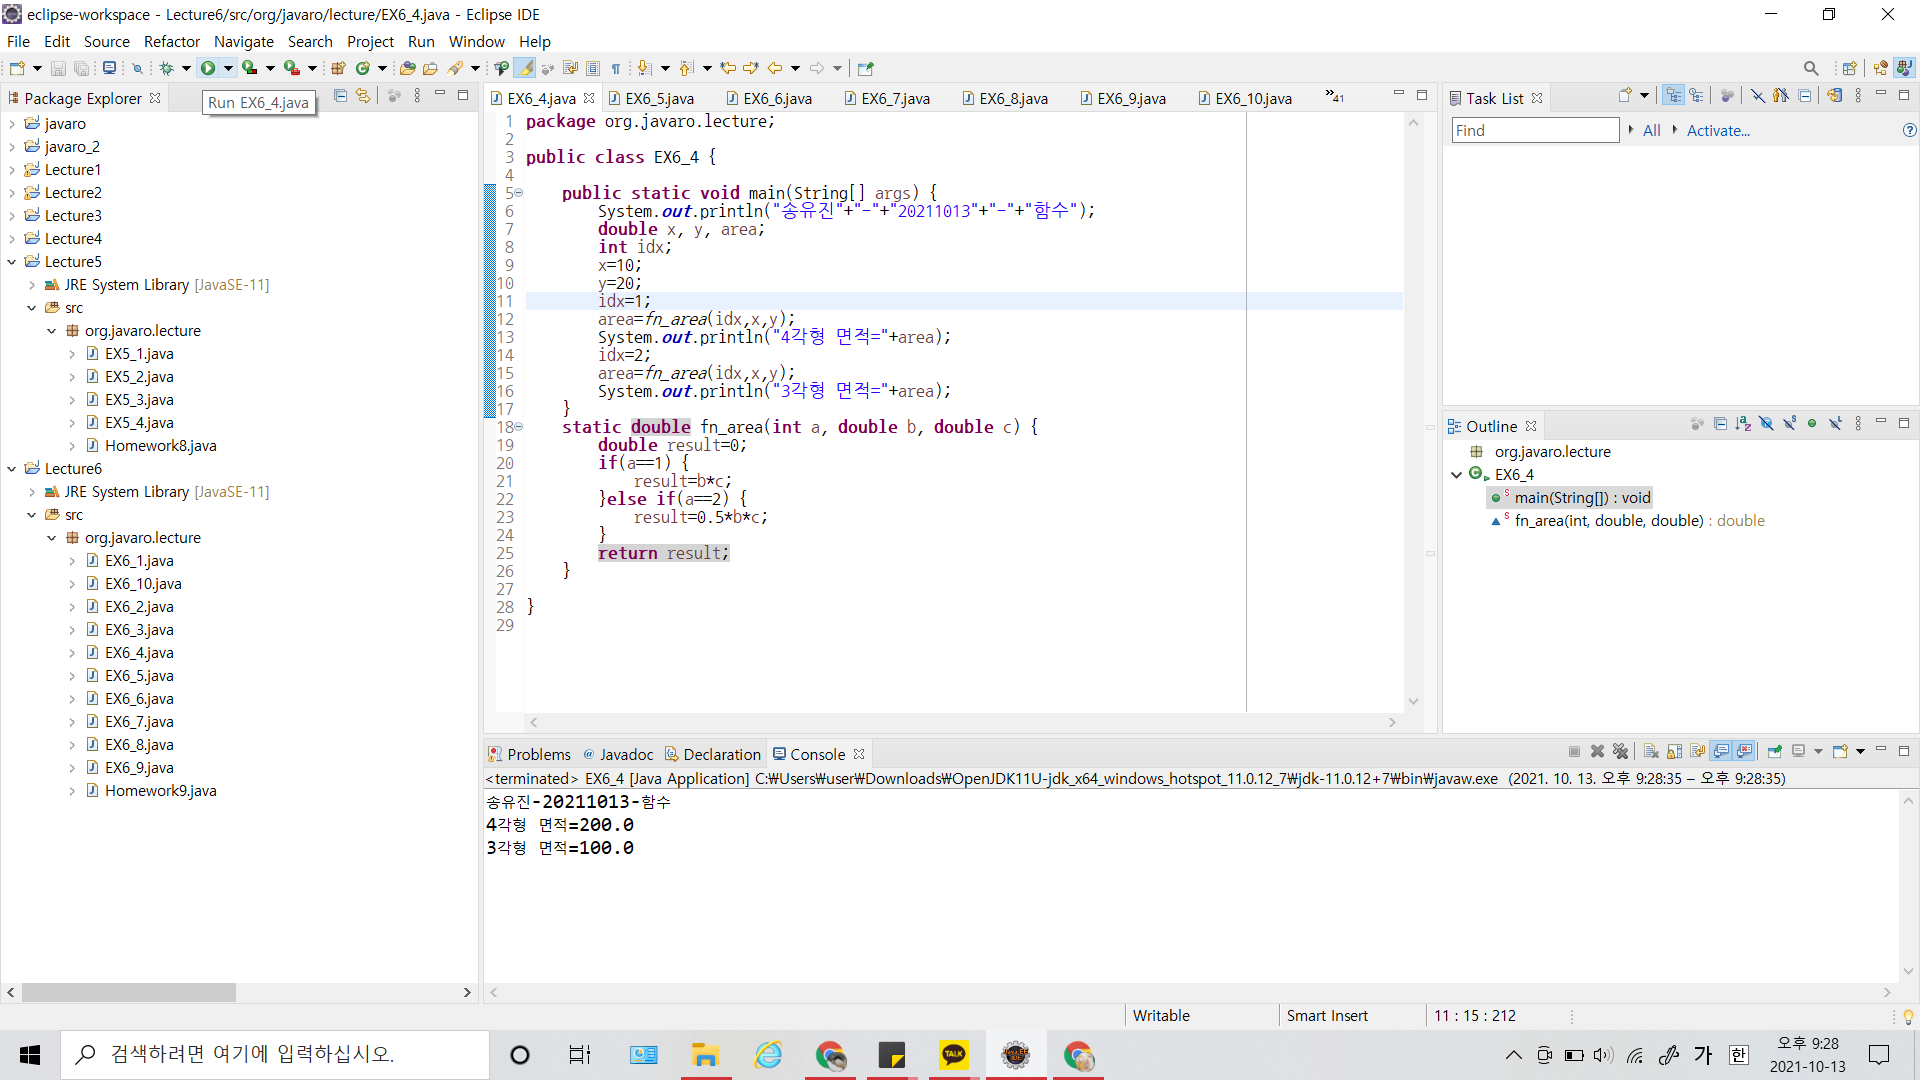 eclipse-workspace - Lecture6/src/org/javaro/lecture/EX6_4.java - Eclipse IDE
File Edit Source Refactor Navigate Search Project Run Window Help
Package Explorer
Run EX6_4.java
javaro
javaro_2
Lecture1
Lecture2
Lecture3
Lecture4
Lecture5
JRE System Library [JavaSE-11]
src
org.javaro.lecture
EX5_1.java
EX5_2.java
EX5_3.java
EX5_4.java
Homework8.java
Lecture6
JRE System Library [JavaSE-11]
src
org.javaro.lecture
EX6_1.java
EX6_10.java
EX6_2.java
EX6_3.java
EX6_4.java
EX6_5.java
EX6_6.java
EX6_7.java
EX6_8.java
EX6_9.java
Homework9.java
EX6_4.java EX6_5.java EX6_6.java EX6_7.java EX6_8.java EX6_9.java EX6_10.java »41
1 package org.javaro.lecture;
2
3 public class EX6_4 {
4
5 public static void main(String[] args) {
6 System.out.println("송유진"+"-"+"20211013"+"-"+"함수");
7 double x, y, area;
8 int idx;
9 x=10;
10 y=20;
11 idx=1;
12 area=fn_area(idx,x,y);
13 System.out.println("4각형 면적="+area);
14 idx=2;
15 area=fn_area(idx,x,y);
16 System.out.println("3각형 면적="+area);
17 }
18 static double fn_area(int a, double b, double c) {
19 double result=0;
20 if(a==1) {
21 result=b*c;
22 }else if(a==2) {
23 result=0.5*b*c;
24 }
25 return result;
26 }
27
28 }
29
Task List
Find All Activate...
Outline
org.javaro.lecture
EX6_4
main(String[]) : void
fn_area(int, double, double) : double
Problems @ Javadoc Declaration Console
<terminated> EX6_4 [Java Application] C:₩Users₩user₩Downloads₩OpenJDK11U-jdk_x64_windows_hotspot_11.0.12_7₩jdk-11.0.12+7₩bin₩javaw.exe (2021. 10. 13. 오후 9:28:35 – 오후 9:28:35)
송유진-20211013-함수
4각형 면적=200.0
3각형 면적=100.0
Writable Smart Insert 11 : 15 : 212
검색하려면 여기에 입력하십시오.
TALK
가 한
오후 9:28
2021-10-13